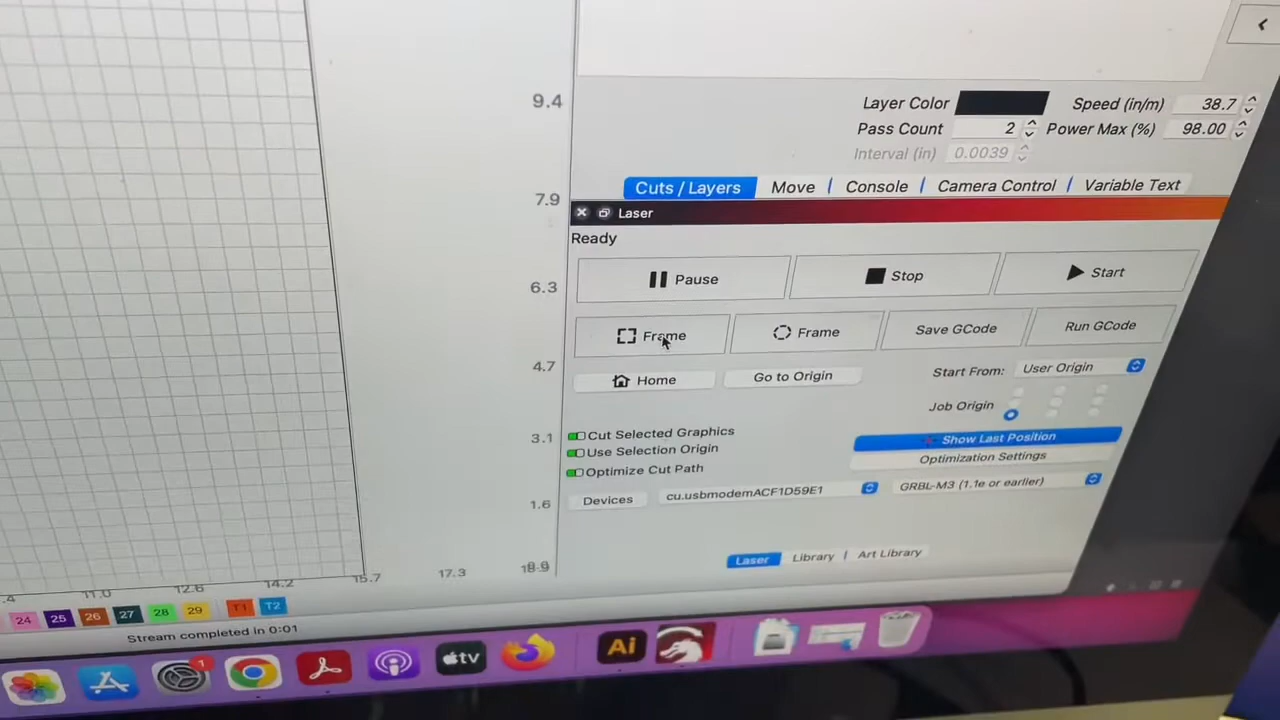 9.4
7.9
6.3
4.7
3.1
1.6
11.0
12.6
14.2
15.7
17.3
Layer Color
Speed (in/m) 38.7
Pass Count 2
Power Max (%) 98.00
Interval (in) 0.0039
Cuts / Layers Move Console Camera Control Variable Text
Laser
Ready
Pause Stop Start
Frame Frame Save GCode Run GCode
Home Go to Origin Start From: User Origin
Job Origin
Cut Selected Graphics
Show Last Position
Use Selection Origin
Optimization Settings
Optimize Cut Path
Devices cu.usbmodemACF1D59E1 GRBL-M3 (1.1e or earlier)
Laser Library Art Library
24 25 26 27 28 29 T1 T2
Stream completed in 0:01
1
tv
Ai